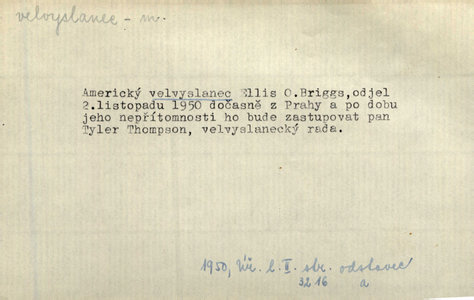 velvyslanec - m.
Americký velvyslanec Ellis O.Briggs,odjel
2.listopadu 1950 dočasně z Prahy a po dobu
jeho nepřítomnosti ho bude zastupovat pan
Tyler Thompson, velvyslanecký rada.
1950, Úř. l. II. str. odstavec
3216 a